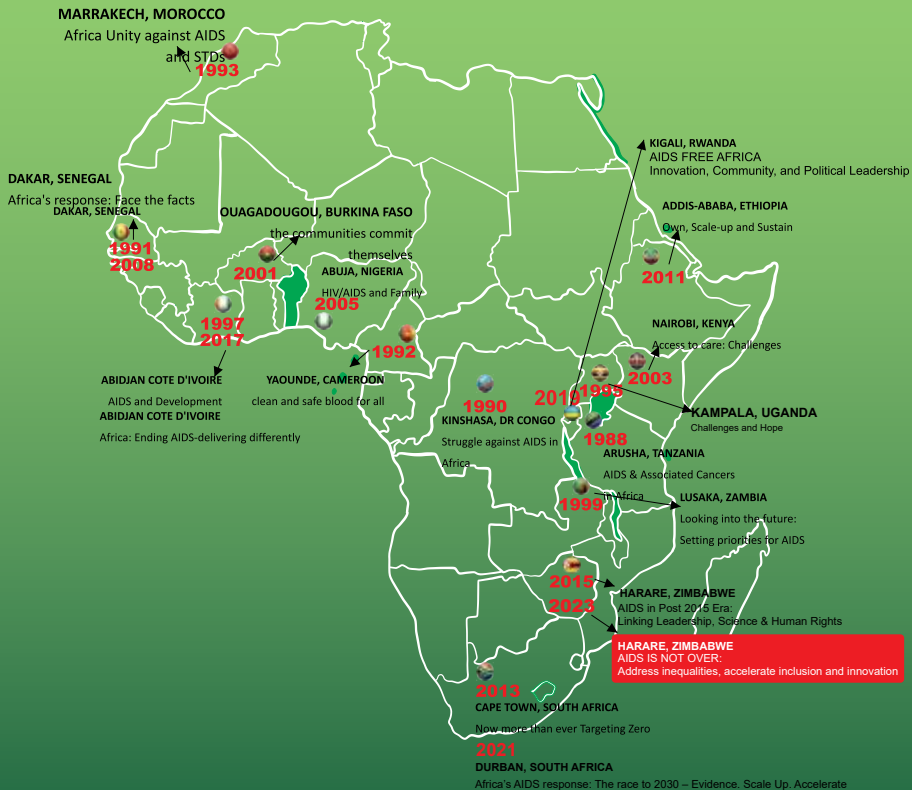 MARRAKECH, MOROCCO
Africa Unity against AIDS
and STDs
1993
KIGALI, RWANDA
AIDS FREE AFRICA
Innovation, Community, and Political Leadership
DAKAR, SENEGAL
Africa's response: Face the facts
DAKAR, SENEGAL
1991
2008
OUAGADOUGOU, BURKINA FASO
the communities commit
themselves
2001
ADDIS-ABABA, ETHIOPIA
Own, Scale-up and Sustain
2011
ABUJA, NIGERIA
HIV/AIDS and Family
2005
1997
2017
1992
NAIROBI, KENYA
Access to care: Challenges
2003
ABIDJAN COTE D'IVOIRE
AIDS and Development
ABIDJAN COTE D'IVOIRE
Africa: Ending AIDS-delivering differently
YAOUNDE, CAMEROON
clean and safe blood for all
1990
KINSHASA, DR CONGO
Struggle against AIDS in
Africa
2019
1995
KAMPALA, UGANDA
Challenges and Hope
1988
ARUSHA, TANZANIA
AIDS & Associated Cancers
in Africa
1999
LUSAKA, ZAMBIA
Looking into the future:
Setting priorities for AIDS
2015
HARARE, ZIMBABWE
AIDS in Post 2015 Era:
Linking Leadership, Science & Human Rights
2023
HARARE, ZIMBABWE
AIDS IS NOT OVER:
Address inequalities, accelerate inclusion and innovation
2013
CAPE TOWN, SOUTH AFRICA
Now more than ever Targeting Zero
2021
DURBAN, SOUTH AFRICA
Africa's AIDS response: The race to 2030 – Evidence. Scale Up. Accelerate